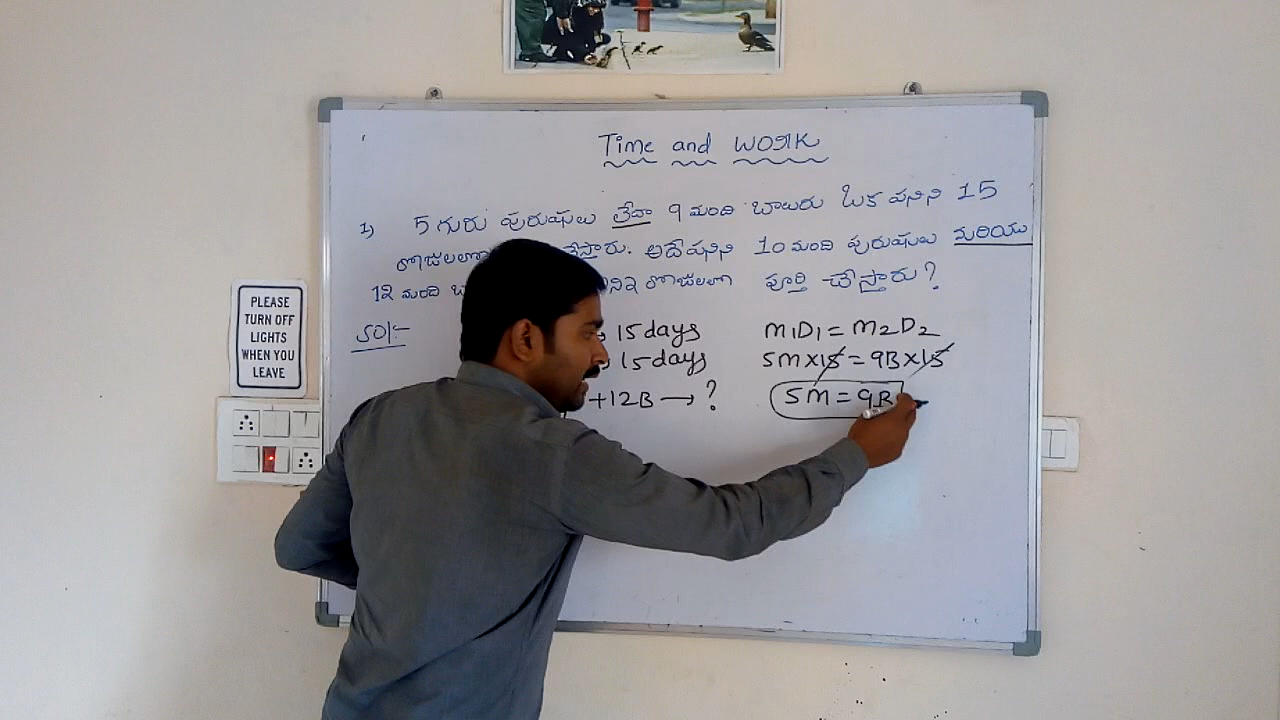 Time and WORK
1) 5 గురు పురుషులు లేదా 9 మంది బాలురు ఒక పనిని 15
రోజులలో చేస్తారు. అదేపనిని 10 మంది పురుషులు మరియు
12 మంది రోజులలో పూర్తి చేస్తారు?
SOl:-
15 days
15 days
+12B → ?
M1D1 = M2D2
5M×15 = 9B×15
5M = 9B
PLEASE
TURN OFF
LIGHTS
WHEN YOU
LEAVE